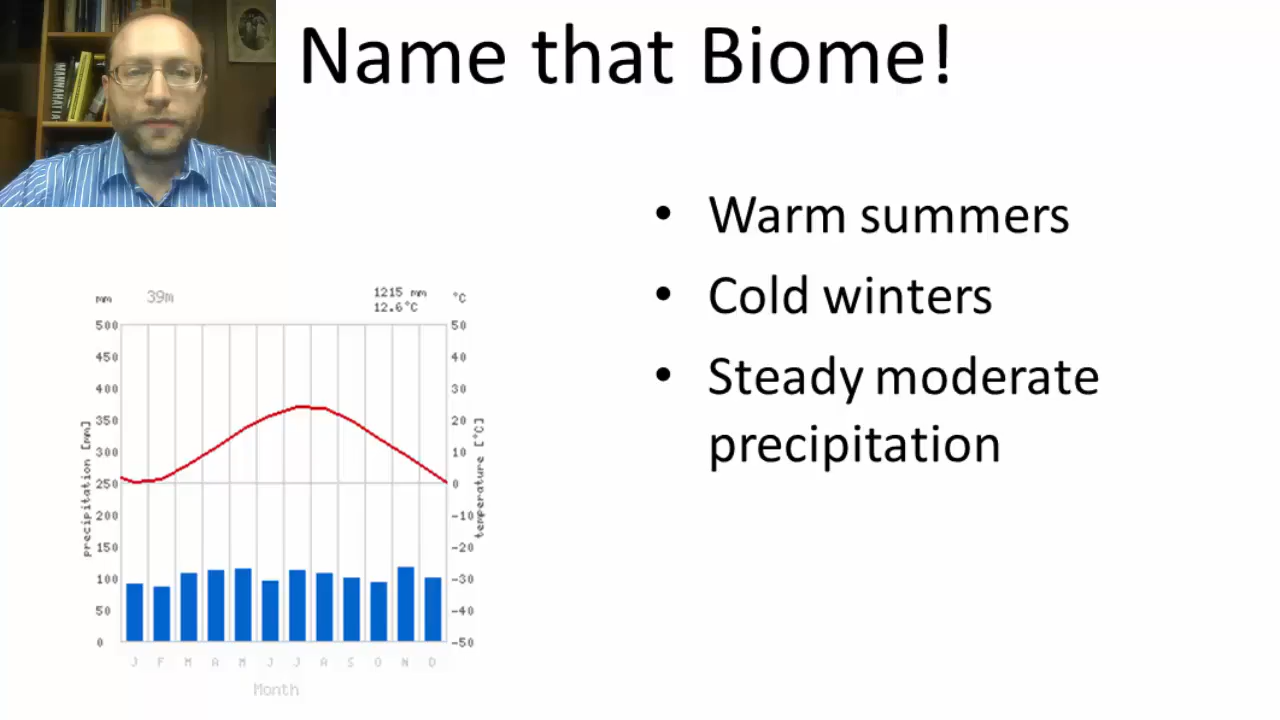 Name that Biome!
MANNAHATTA
• Warm summers
• Cold winters
• Steady moderate
precipitation
mm 39m 1215 mm °C
12.6°C
500 50
450 40
400 30
350 20
300 10
250 0
200 -10
150 -20
100 -30
50 -40
0 -50
precipitation [mm]
temperature [°C]
J F M A M J J A S O N D
Month